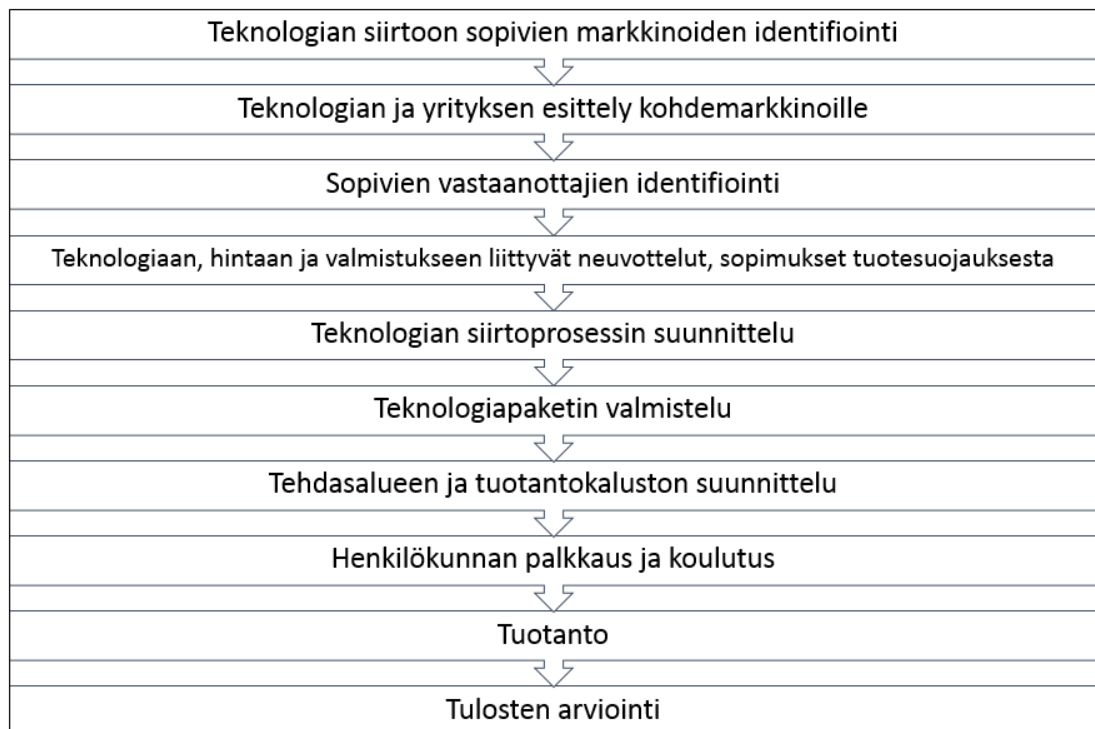 Teknologian siirtoon sopivien markkinoiden identifiointi
Teknologian ja yrityksen esittely kohdemarkkinoille
Sopivien vastaanottajien identifiointi
Teknologiaan, hintaan ja valmistukseen liittyvät neuvottelut, sopimukset tuotesuojauksesta
Teknologian siirtoprosessin suunnittelu
Teknologiapaketin valmistelu
Tehdasalueen ja tuotantokaluston suunnittelu
Henkilökunnan palkkaus ja koulutus
Tuotanto
Tulosten arviointi